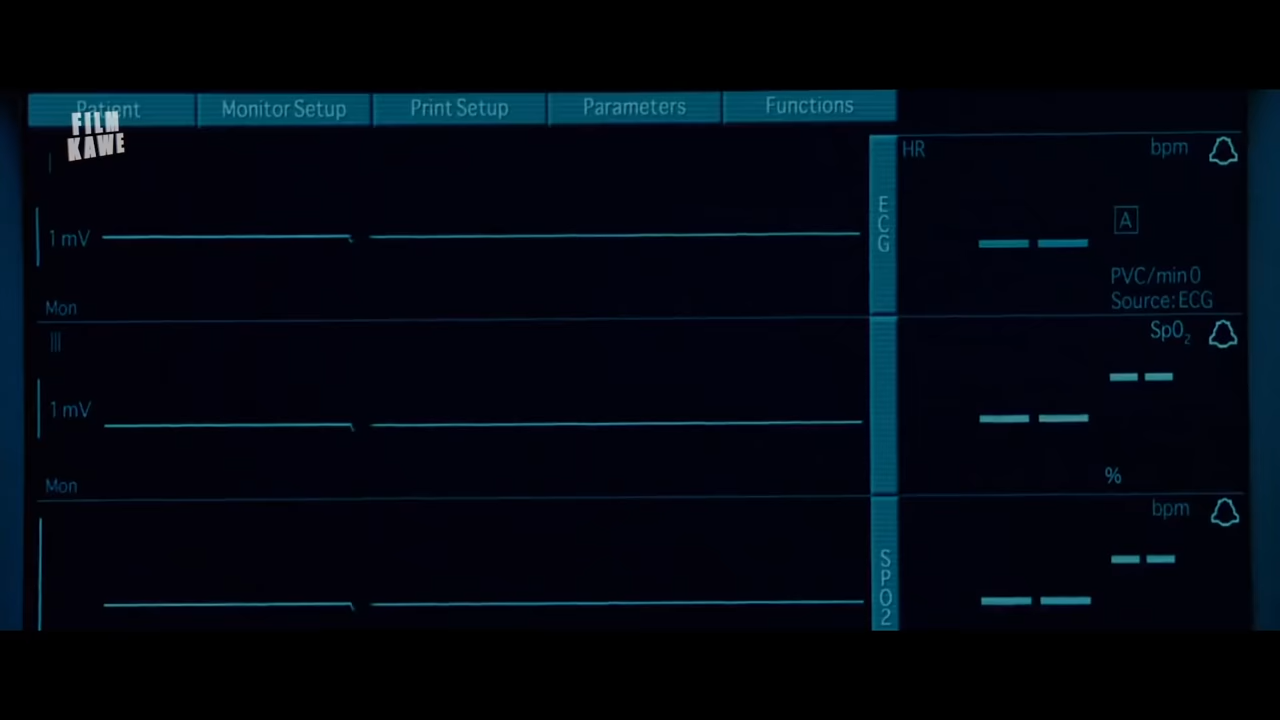 Patient Monitor Setup Print Setup Parameters Functions
FILM
KAWE
I
HR bpm
1 mV
ECG
A
PVC/min 0
Source: ECG
Mon
III
SpO₂
1 mV
%
Mon
bpm
SPO2